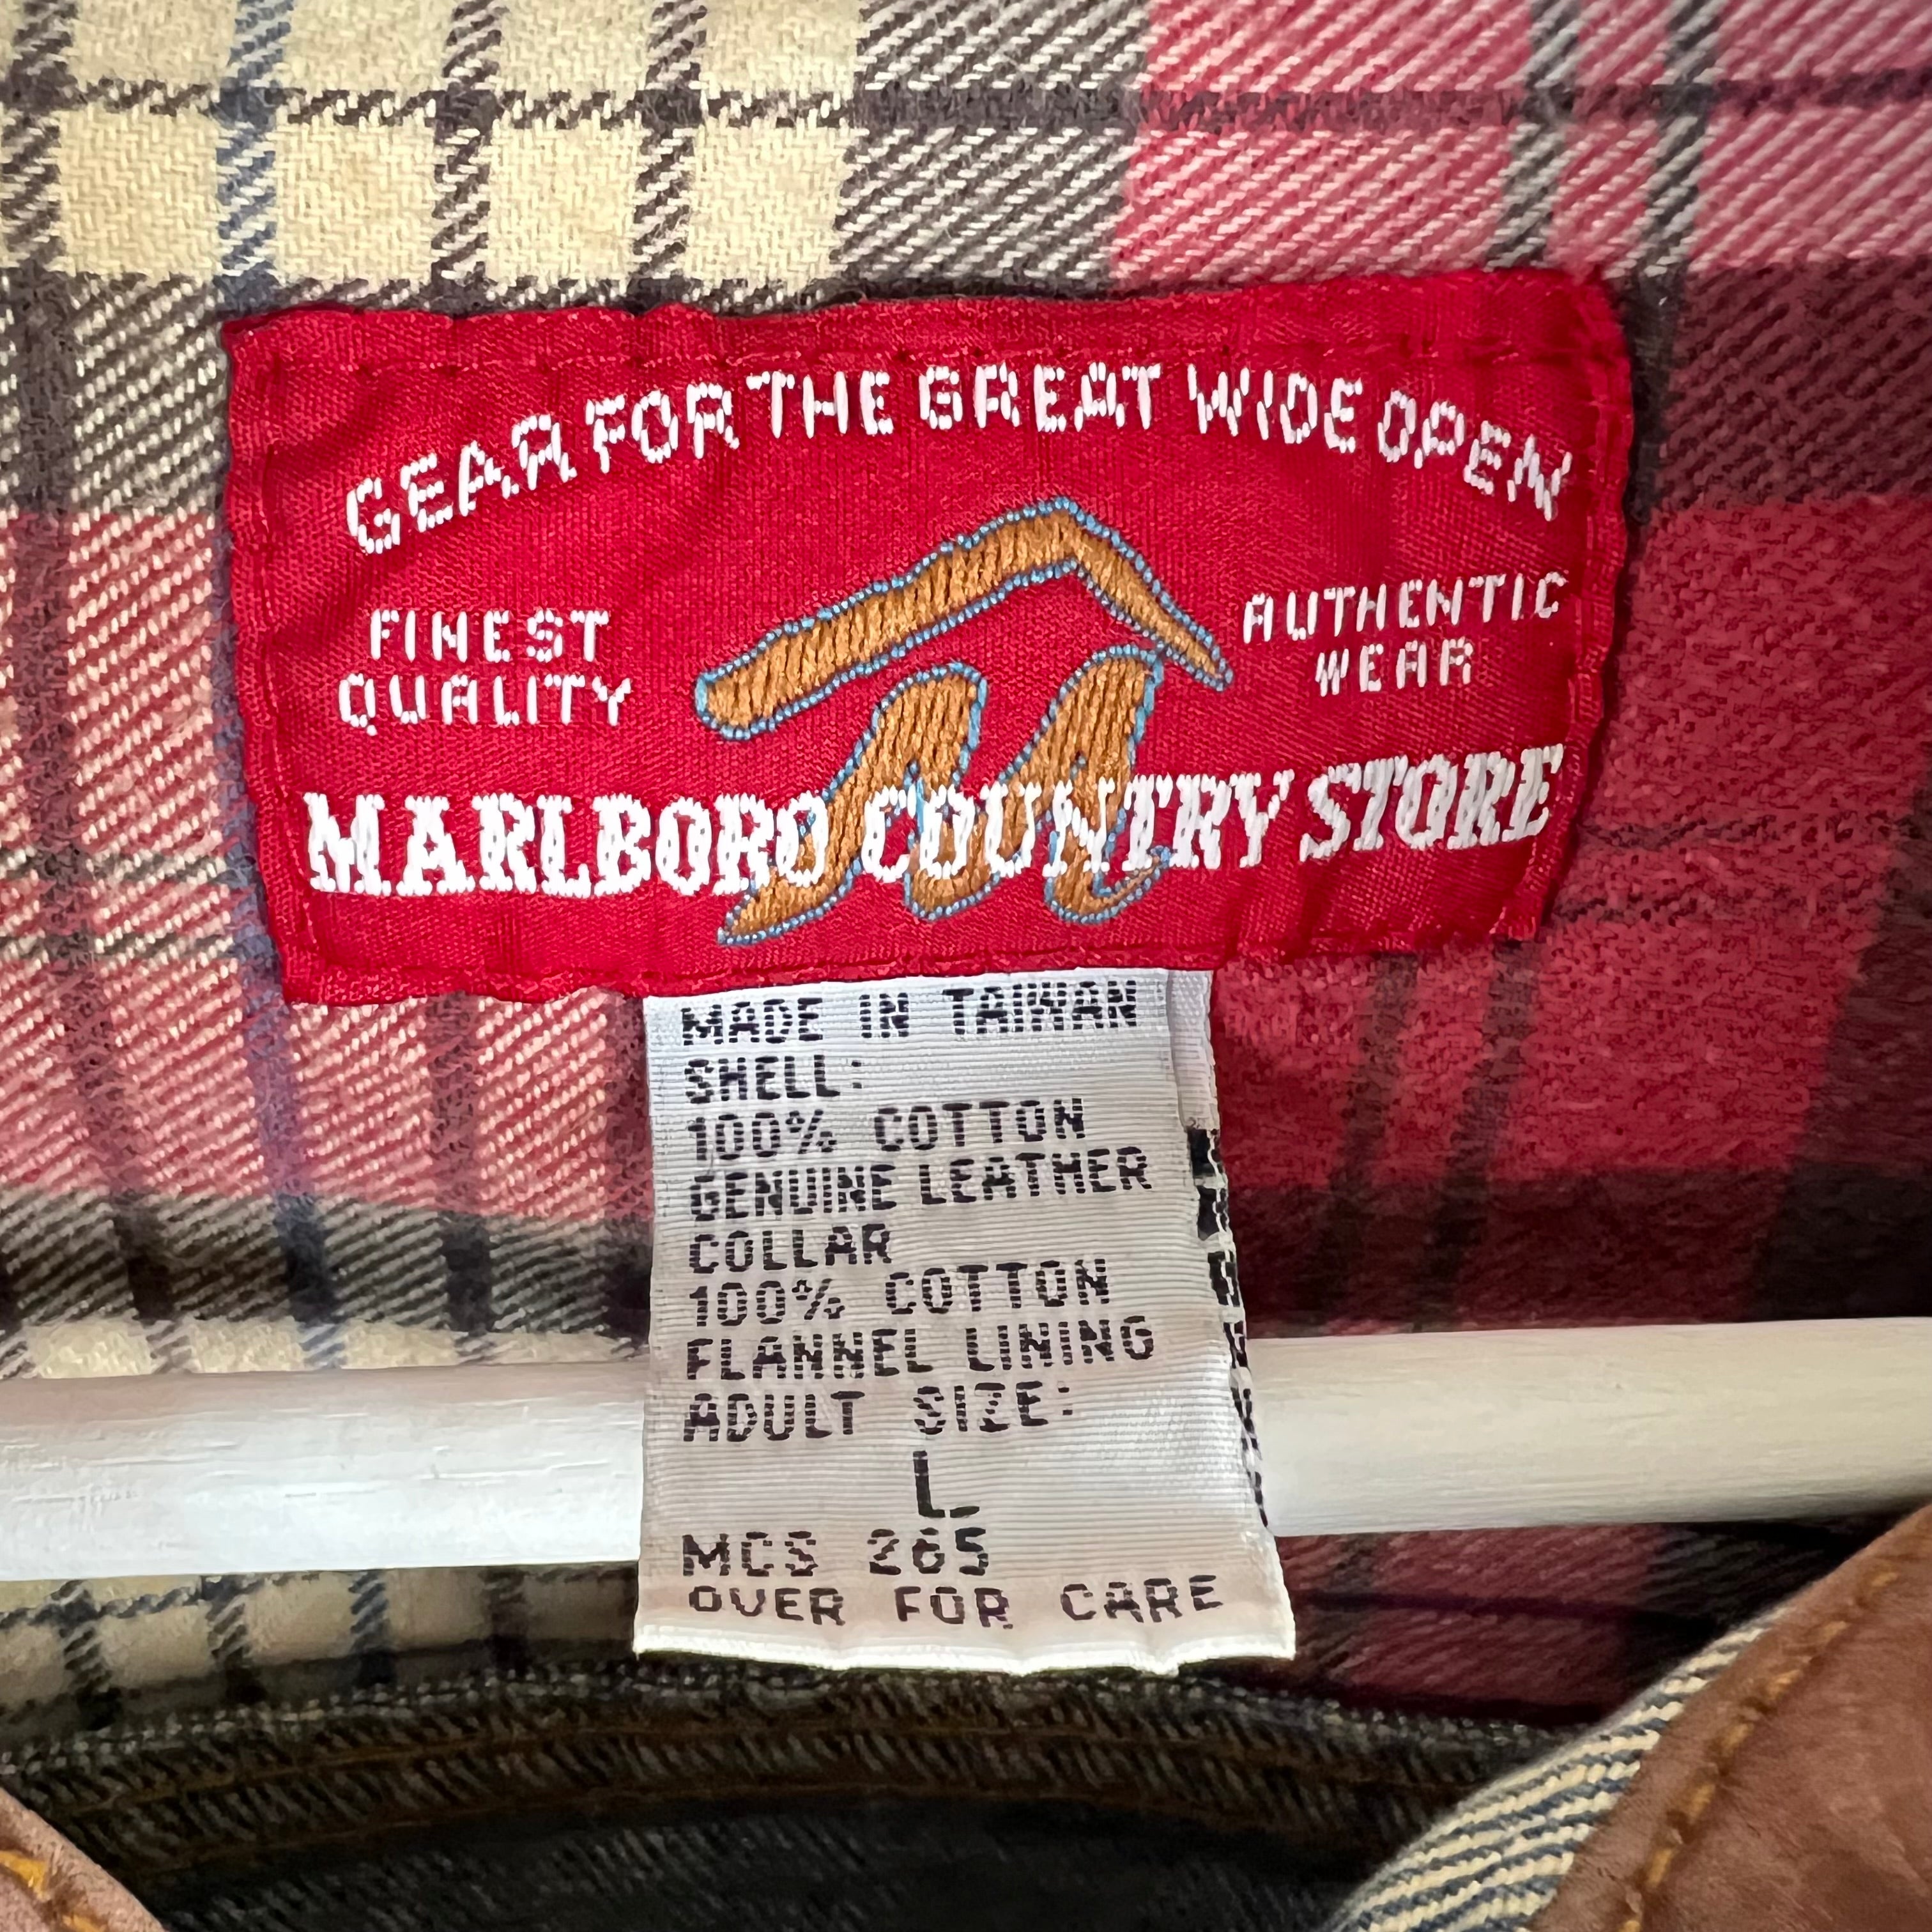 GEAR FOR THE GREAT WIDE OPEN
FINEST
QUALITY
AUTHENTIC
WEAR
M
MARLBORO COUNTRY STORE
MADE IN TAIWAN
SHELL:
100% COTTON
GENUINE LEATHER
COLLAR
100% COTTON
FLANNEL LINING
ADULT SIZE:
L
MCS 265
OVER FOR CARE